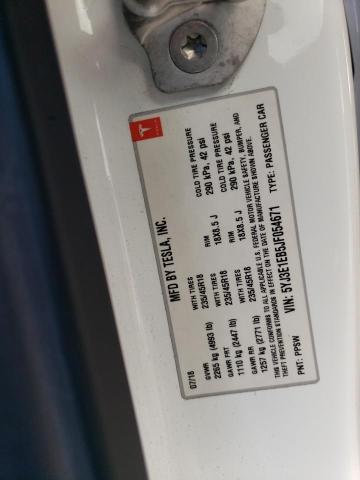 TESLA
MFD BY TESLA, INC.
07/18 WITH TIRES RIM COLD TIRE PRESSURE
GVWR
2265 kg (4993 lb) 235/45R18 18X8.5 J 290 kPa, 42 psi
GAWR FRT WITH TIRES RIM COLD TIRE PRESSURE
1110 kg (2447 lb) 235/45R18 18X8.5 J 290 kPa, 42 psi
GAWR RR WITH TIRES
1257 kg (2771 lb) 235/45R18
THIS VEHICLE CONFORMS TO ALL APPLICABLE U.S. FEDERAL MOTOR VEHICLE SAFETY, BUMPER, AND
THEFT PREVENTION STANDARDS IN EFFECT ON THE DATE OF MANUFACTURE SHOWN ABOVE.
VIN: 5YJ3E1EB5JF054671 TYPE: PASSENGER CAR
PNT: PPSW